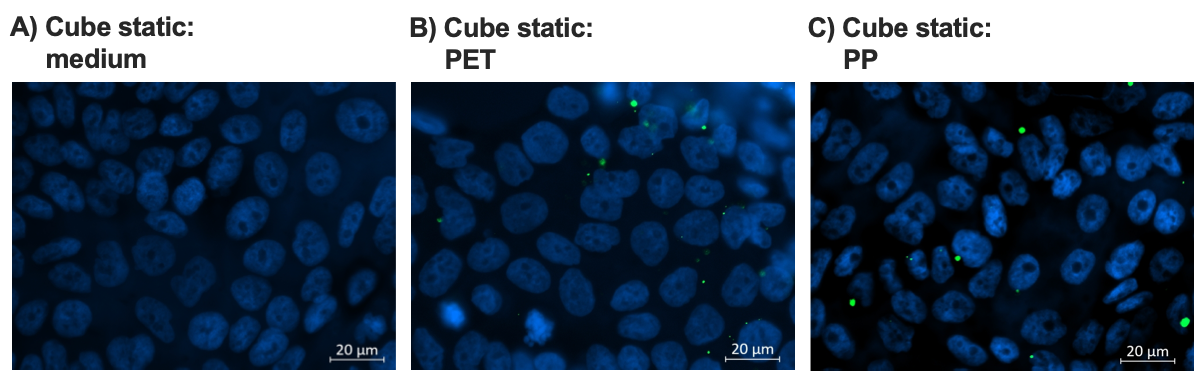 A) Cube static:
medium
B) Cube static:
PET
C) Cube static:
PP
20 µm
20 µm
20 µm